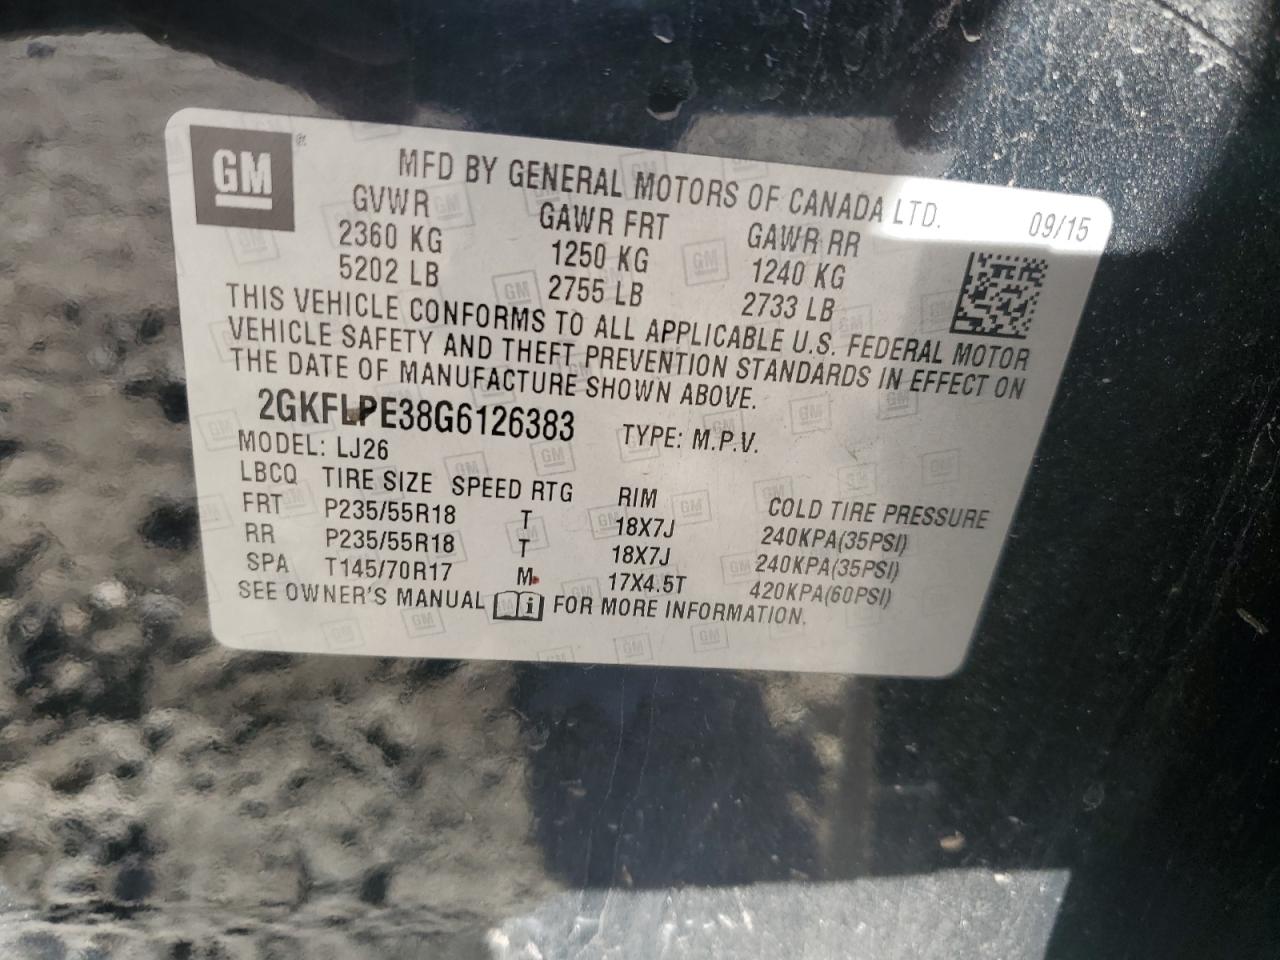 GM ®
MFD BY GENERAL MOTORS OF CANADA LTD. 09/15
GVWR GAWR FRT GAWR RR
2360 KG 1250 KG 1240 KG
5202 LB 2755 LB 2733 LB
THIS VEHICLE CONFORMS TO ALL APPLICABLE U.S. FEDERAL MOTOR
VEHICLE SAFETY AND THEFT PREVENTION STANDARDS IN EFFECT ON
THE DATE OF MANUFACTURE SHOWN ABOVE.
2GKFLPE38G6126383 TYPE: M.P.V.
MODEL: LJ26
LBCQ TIRE SIZE SPEED RTG RIM COLD TIRE PRESSURE
FRT P235/55R18 T 18X7J 240KPA(35PSI)
RR P235/55R18 T 18X7J 240KPA(35PSI)
SPA T145/70R17 M 17X4.5T 420KPA(60PSI)
SEE OWNER'S MANUAL i FOR MORE INFORMATION.